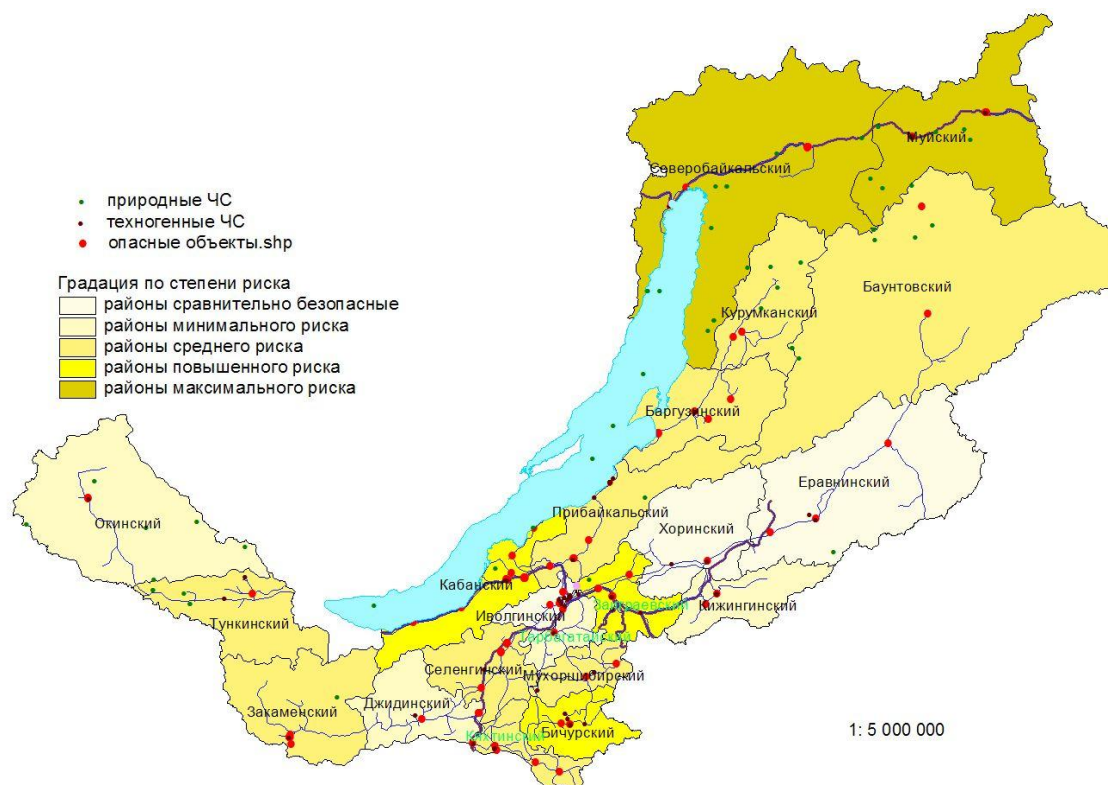 природные ЧС
техногенные ЧС
опасные объекты.shp
Градация по степени риска
районы сравнительно безопасные
районы минимального риска
районы среднего риска
районы повышенного риска
районы максимального риска
Муйский
Северобайкальский
Баунтовский
Курумканский
Баргузинский
Еравнинский
Прибайкальский
Хоринский
Окинский
Кабанский
Заиграевский
Кижингинский
Иволгинский
Тункинский
Тарбагатайский
Селенгинский
Мухоршибирский
Джидинский
Закаменский
Бичурский
Кяхтинский
1: 5 000 000